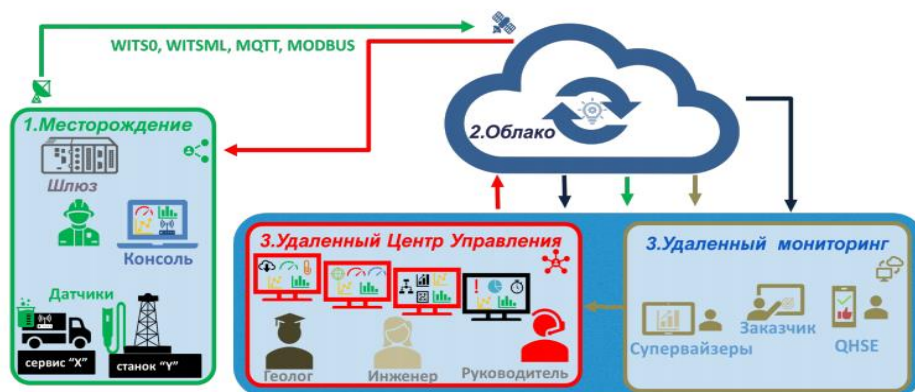 WITS0, WITSML, MQTT, MODBUS
1.Месторождение
Шлюз
Консоль
Датчики
сервис “X”
станок “Y”
2.Облако
3.Удаленный Центр Управления
Геолог
Инженер
Руководитель
3.Удаленный мониторинг
Супервайзеры
Заказчик
QHSE